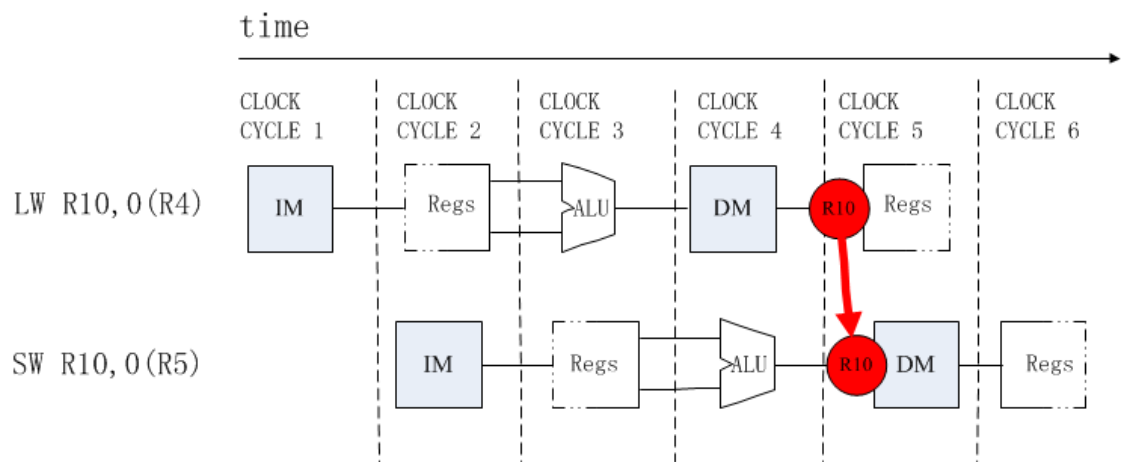 time
CLOCK CYCLE 1
CLOCK CYCLE 2
CLOCK CYCLE 3
CLOCK CYCLE 4
CLOCK CYCLE 5
CLOCK CYCLE 6
LW R10,0(R4)
IM
Regs
ALU
DM
R10
Regs
SW R10,0(R5)
IM
Regs
ALU
R10
DM
Regs